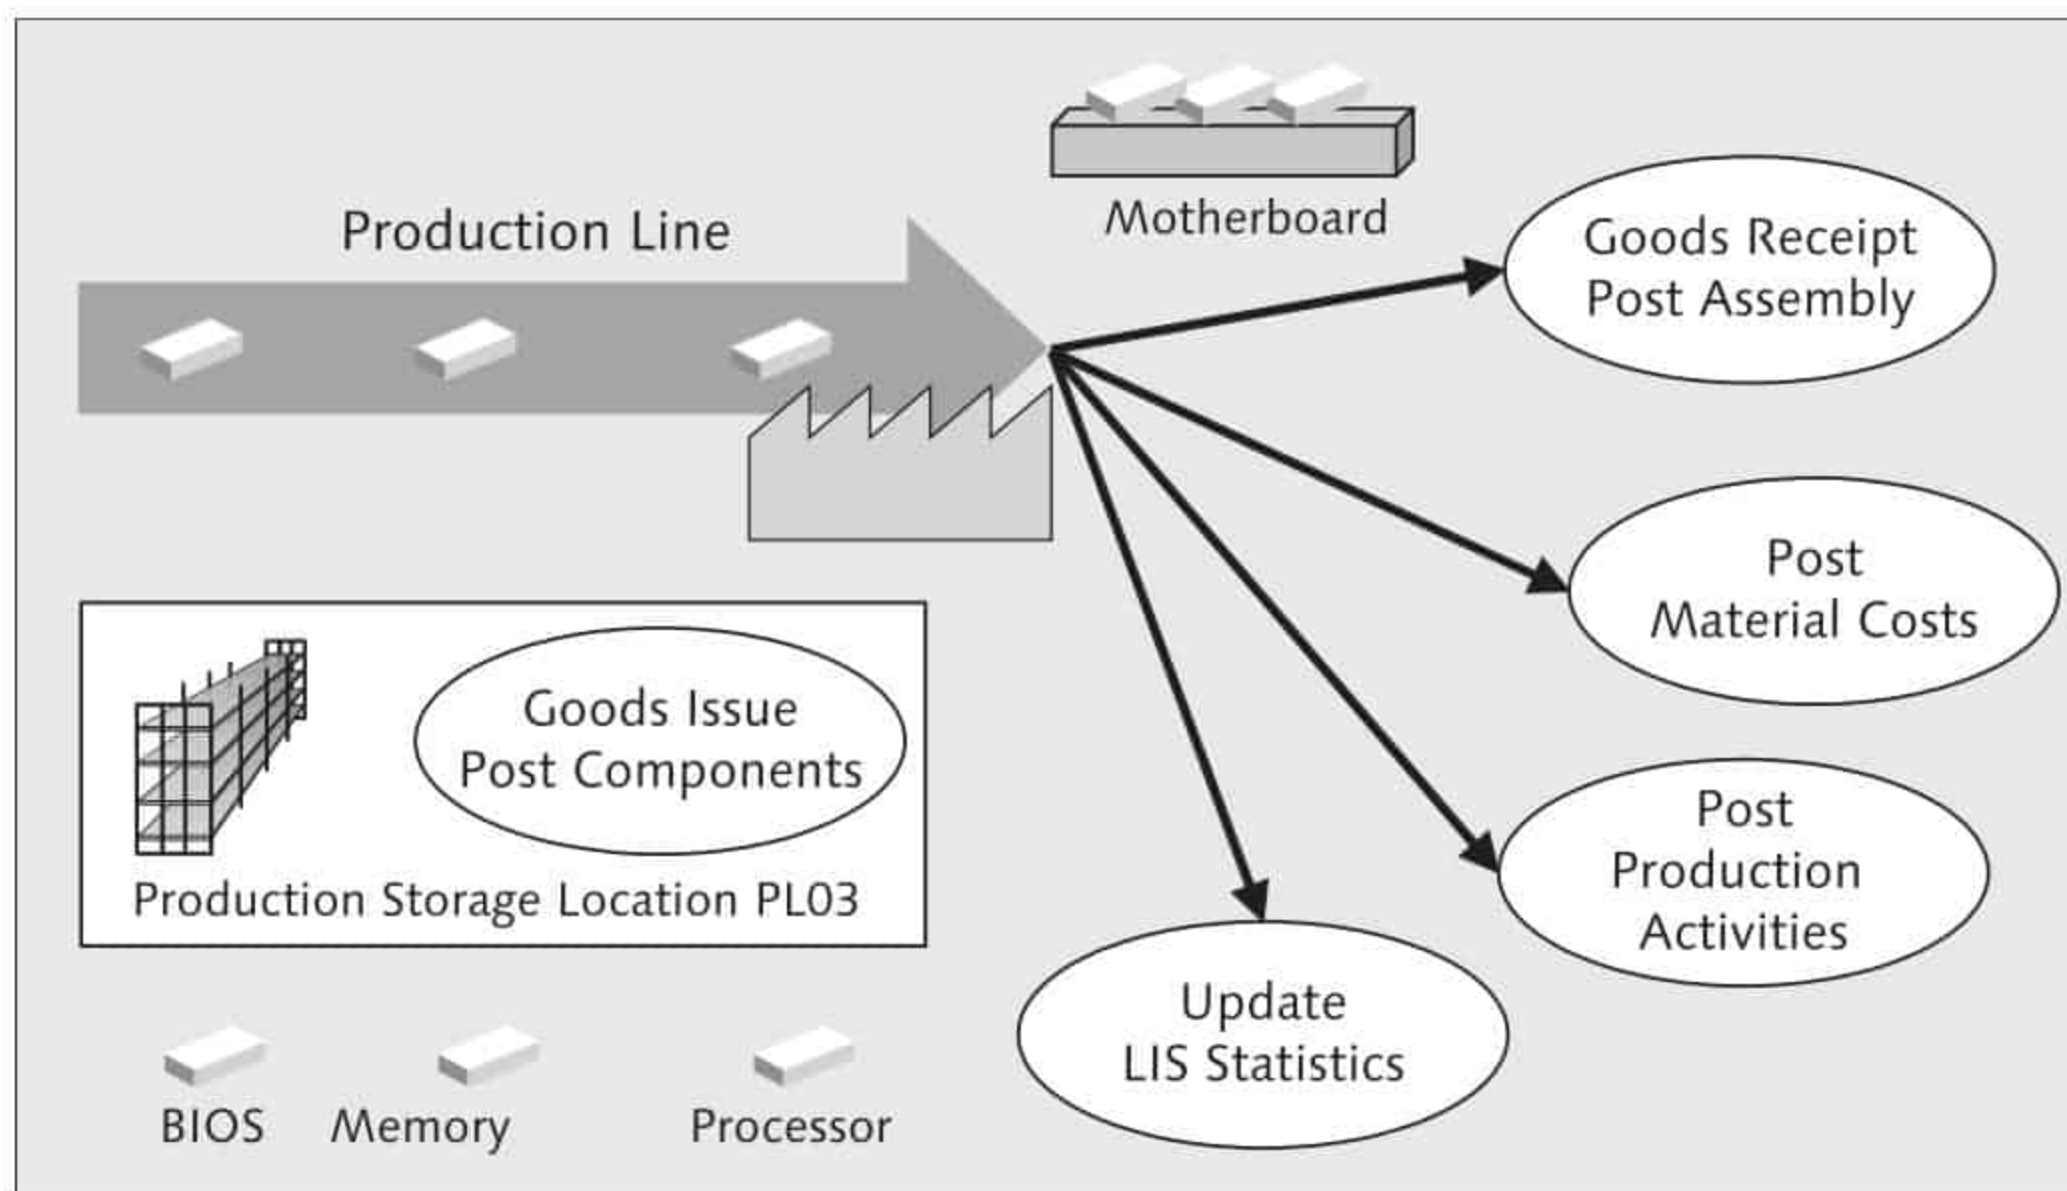 Production Line
Motherboard
Goods Receipt
Post Assembly
Post
Material Costs
Goods Issue
Post Components
Production Storage Location PL03
Post
Production
Activities
Update
LIS Statistics
BIOS
Memory
Processor